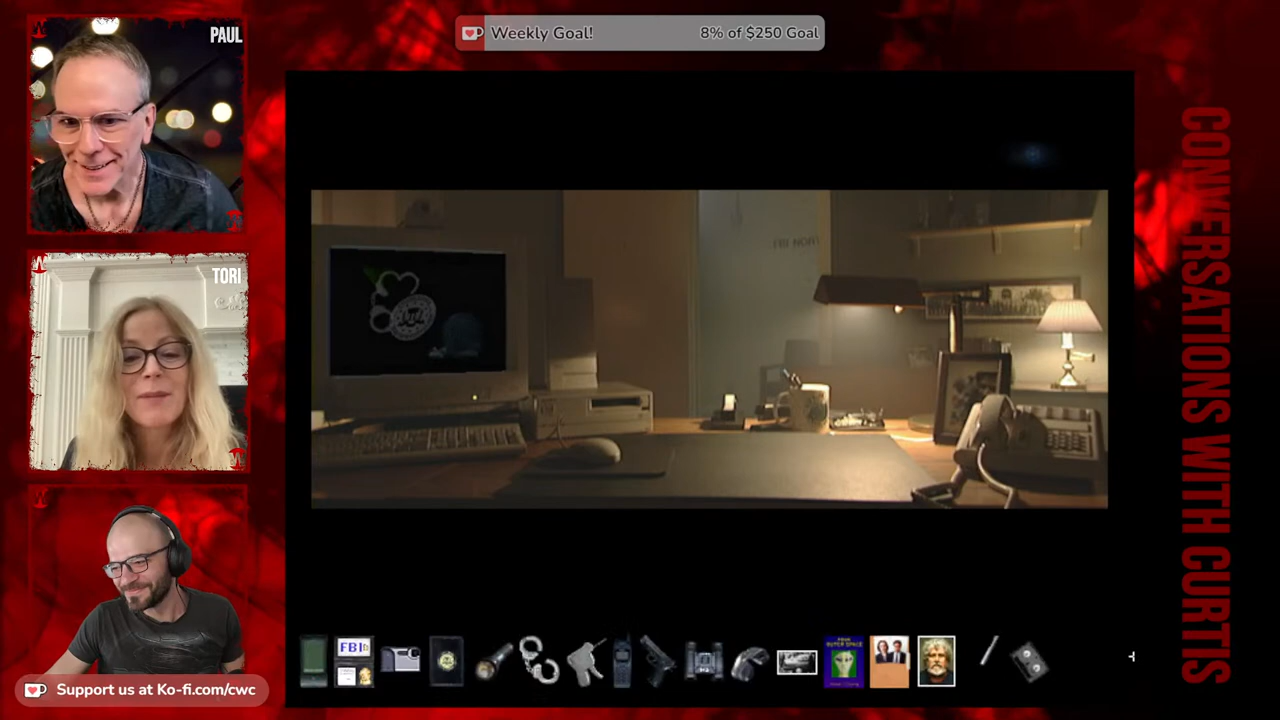 PAUL
Weekly Goal!
8% of $250 Goal
TORI
CONVERSATIONS WITH CURTIS
FBI
Support us at Ko-fi.com/cwc